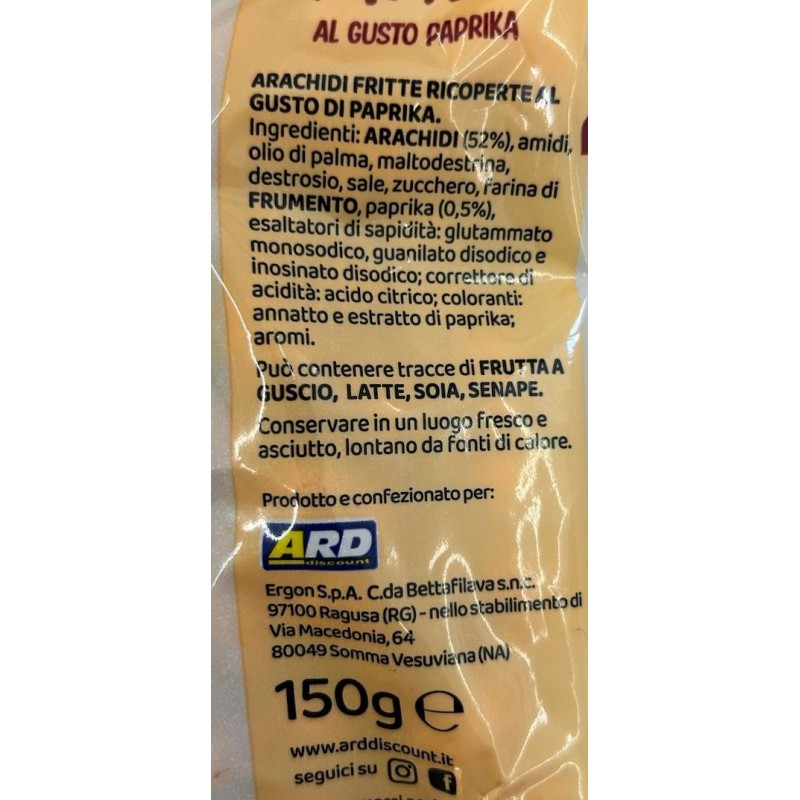 AL GUSTO PAPRIKA
ARACHIDI FRITTE RICOPERTE AL
GUSTO DI PAPRIKA.
Ingredienti: ARACHIDI (52%), amidi,
olio di palma, maltodestrina,
destrosio, sale, zucchero, farina di
FRUMENTO, paprika (0,5%),
esaltatori di sapidità: glutammato
monosodico, guanilato disodico e
inosinato disodico; correttore di
acidità: acido citrico; coloranti:
annatto e estratto di paprika;
aromi.
Può contenere tracce di FRUTTA A
GUSCIO, LATTE, SOIA, SENAPE.
Conservare in un luogo fresco e
asciutto, lontano da fonti di calore.
Prodotto e confezionato per:
ARD
discount
Ergon S.p.A. C.da Bettafilava s.n.c.
97100 Ragusa (RG) - nello stabilimento di
Via Macedonia, 64
80049 Somma Vesuviana (NA)
150g e
www.arddiscount.it
seguici su